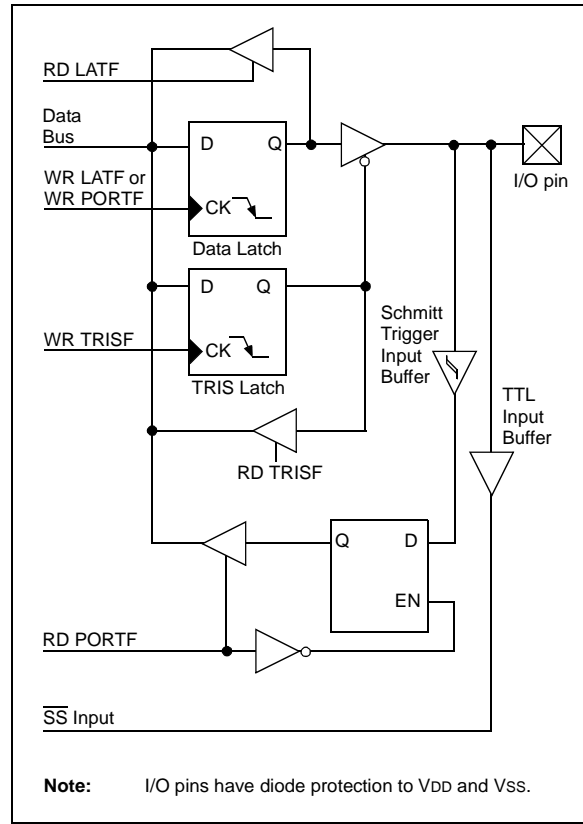 RD LATF
Data
Bus
D Q
WR LATF or
WR PORTF
CK
I/O pin
Data Latch
D Q
WR TRISF
CK
TRIS Latch
Schmitt
Trigger
Input
Buffer
TTL
Input
Buffer
RD TRISF
Q D
EN
RD PORTF
SS Input
Note: I/O pins have diode protection to VDD and VSS.